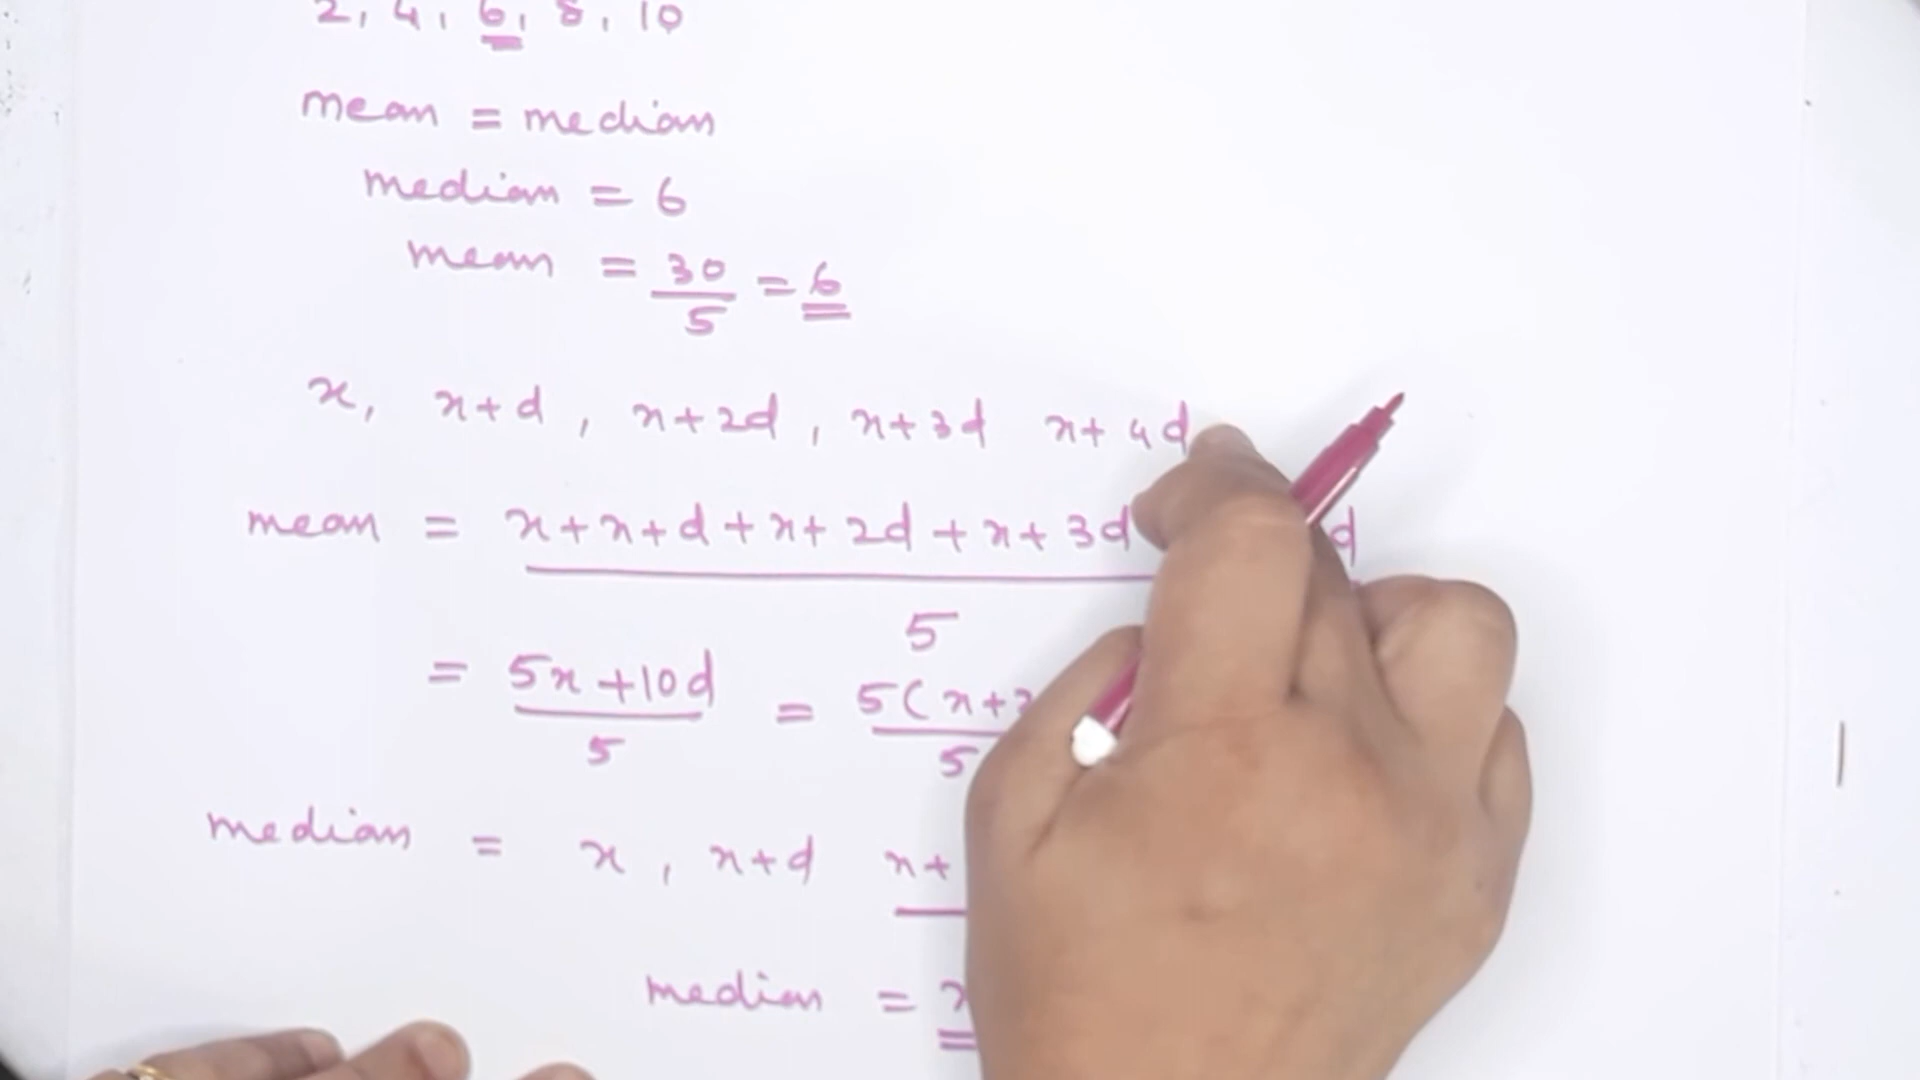 2, 4, 6, 8, 10
mean = median
median = 6
mean = 30/5 = 6
x, x+d, x+2d, x+3d x+4d
mean = x+x+d+x+2d+x+3d d
5
= 5x+10d/5 = 5(x+2/5
median = x, x+d x+
median = x